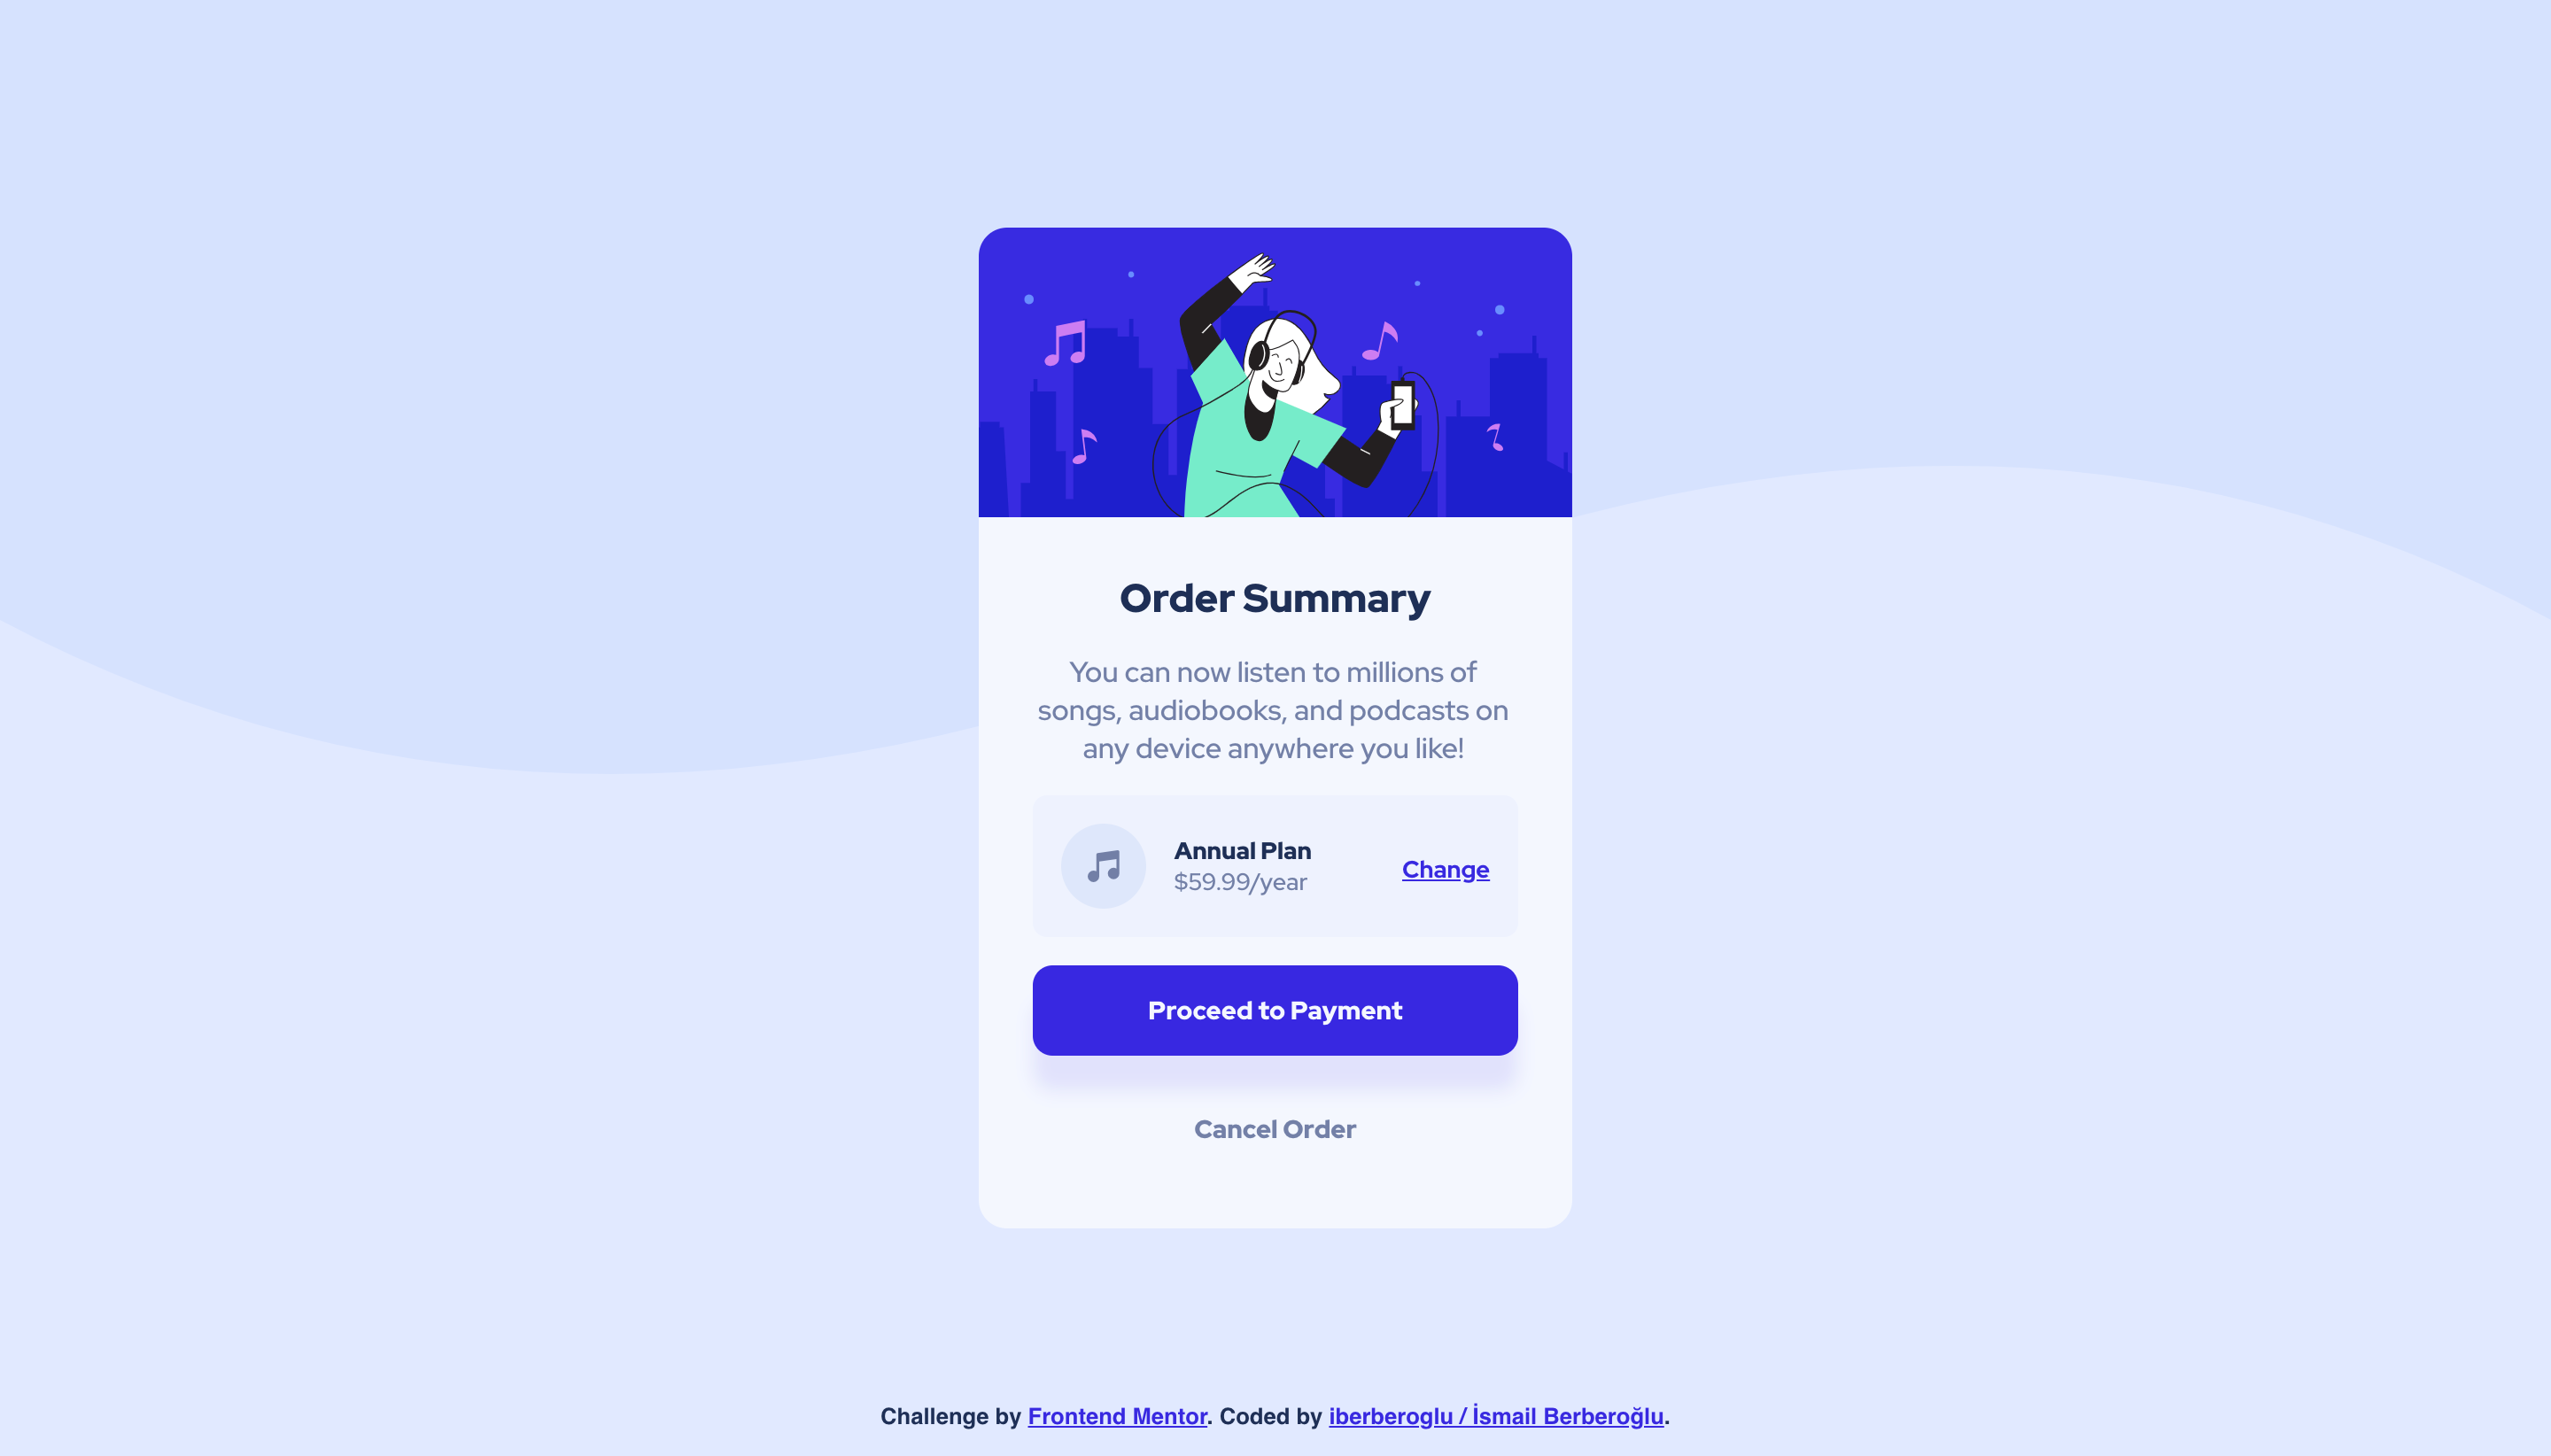 Order Summary
You can now listen to millions of
songs, audiobooks, and podcasts on
any device anywhere you like!
Annual Plan
$59.99/year
Change
Proceed to Payment
Cancel Order
Challenge by Frontend Mentor. Coded by iberberoglu / İsmail Berberoğlu.